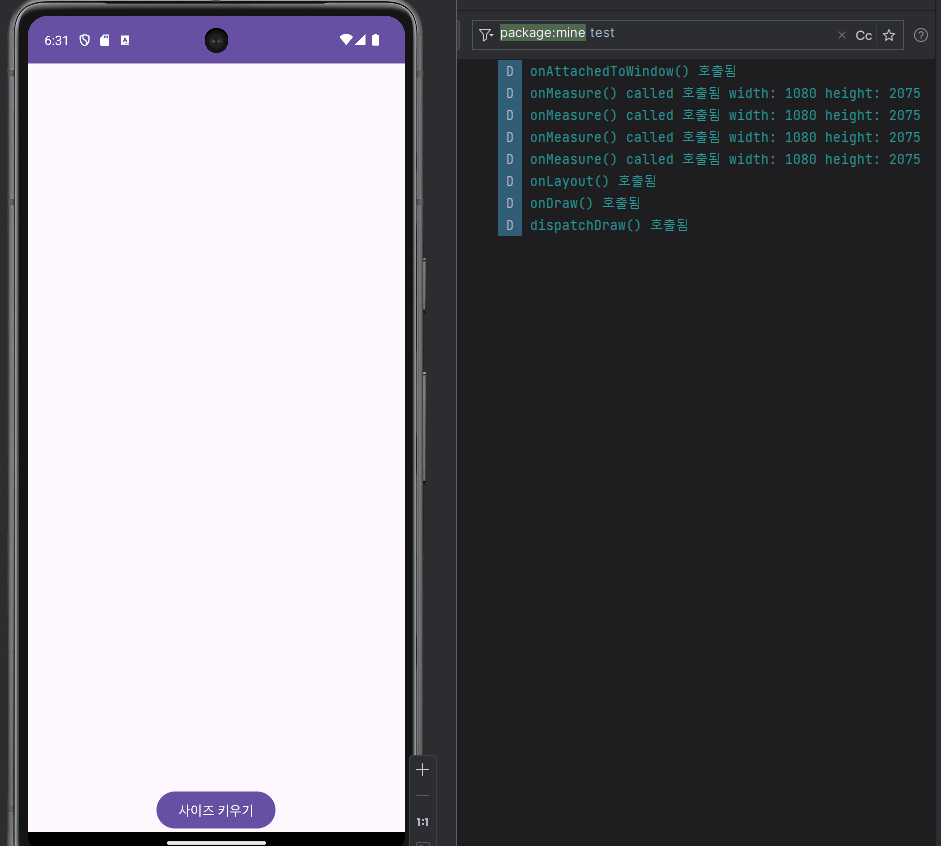 6:31
package:mine test
Cc
D onAttachedToWindow() 호출됨
D onMeasure() called 호출됨 width: 1080 height: 2075
D onMeasure() called 호출됨 width: 1080 height: 2075
D onMeasure() called 호출됨 width: 1080 height: 2075
D onMeasure() called 호출됨 width: 1080 height: 2075
D onLayout() 호출됨
D onDraw() 호출됨
D dispatchDraw() 호출됨
사이즈 키우기
1:1